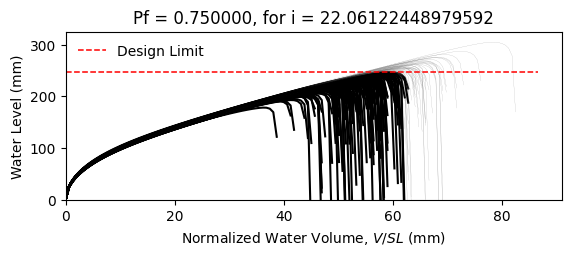 Pf = 0.750000, for i = 22.06122448979592
Water Level (mm)
300
200
100
0
Design Limit
0 20 40 60 80
Normalized Water Volume, V/SL (mm)